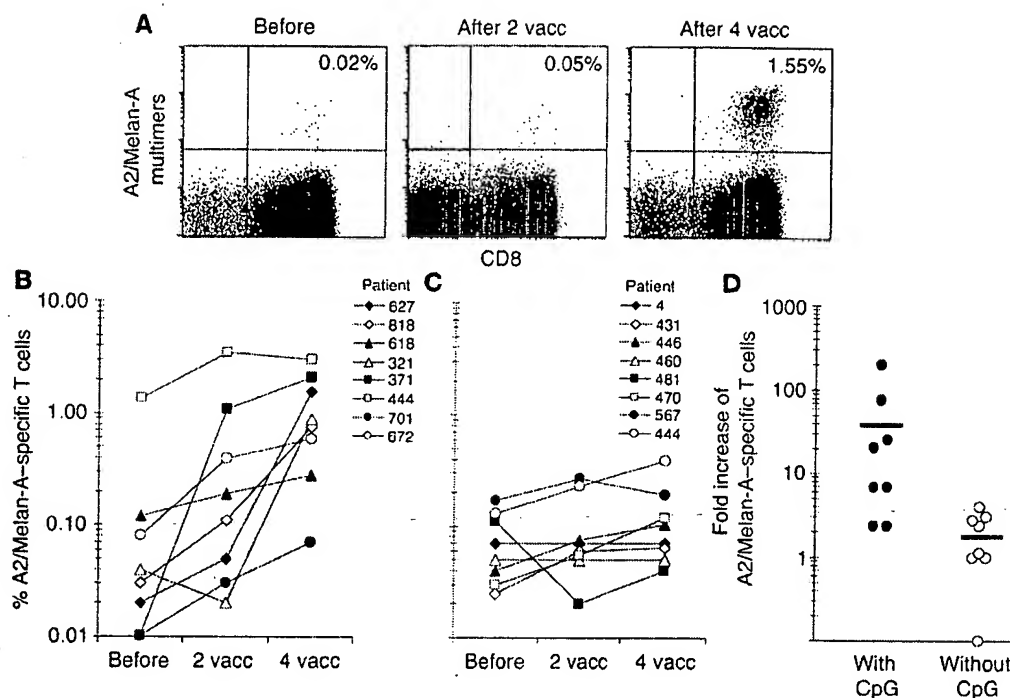 A
Before
After 2 vacc
After 4 vacc
0.02%
0.05%
1.55%
A2/Melan-A
multimers
CD8
B
% A2/Melan-A–specific T cells
10.00
1.00
0.10
0.01
Before
2 vacc
4 vacc
Patient
627
818
618
321
371
444
701
672
C
Patient
4
431
446
460
481
470
567
444
Before
2 vacc
4 vacc
D
Fold increase of
A2/Melan-A–specific T cells
1000
100
10
1
With
CpG
Without
CpG